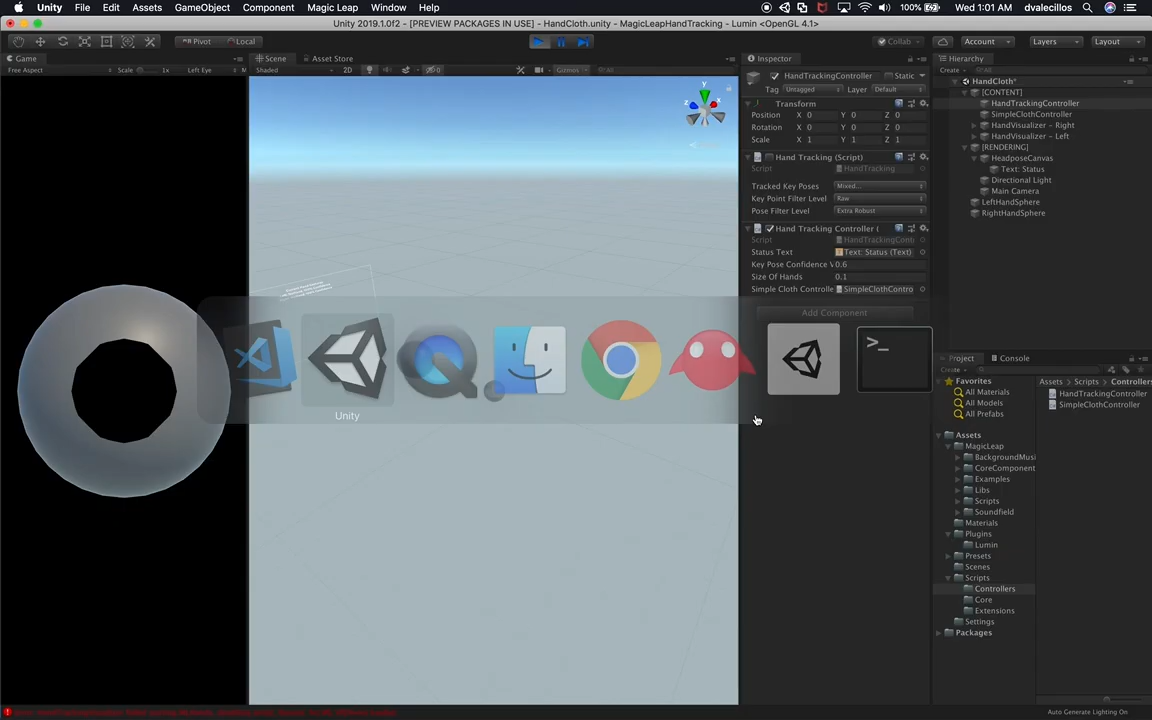 Unity File Edit Assets GameObject Component Magic Leap Window Help
100% Wed 1:01 AM dvalecillos
Unity 2019.1.0f2 - [PREVIEW PACKAGES IN USE] - HandCloth.unity - MagicLeapHandTracking - Lumin <OpenGL 4.1>
Pivot Local
Collab Account Layers Layout
Game
Free Aspect Scale 1x Left Eye
Scene Asset Store
Shaded 2D Gizmos All
Inspector
HandTrackingController Static
Tag Untagged Layer Default
Transform
Position X 0 Y 0 Z 0
Rotation X 0 Y 0 Z 0
Scale X 1 Y 1 Z 1
Hand Tracking (Script)
Script HandTracking
Tracked Key Poses Mixed...
Key Point Filter Level Raw
Pose Filter Level Extra Robust
Hand Tracking Controller (
Script HandTrackingContr
Status Text Text: Status (Text)
Key Pose Confidence V 0.6
Size Of Hands 0.1
Simple Cloth Controlle SimpleClothContro
Add Component
Hierarchy
Create All
HandCloth*
[CONTENT]
HandTrackingController
SimpleClothController
HandVisualizer - Right
HandVisualizer - Left
[RENDERING]
HeadposeCanvas
Text: Status
Directional Light
Main Camera
LeftHandSphere
RightHandSphere
y
x
z
Unity
>_
Project Console
Create
Favorites
All Materials
All Models
All Prefabs
Assets
MagicLeap
BackgroundMusi
CoreComponent
Examples
Libs
Scripts
Soundfield
Materials
Plugins
Lumin
Presets
Scenes
Scripts
Controllers
Core
Extensions
Settings
Packages
Assets Scripts Controllers
HandTrackingController
SimpleClothController
Auto Generate Lighting On